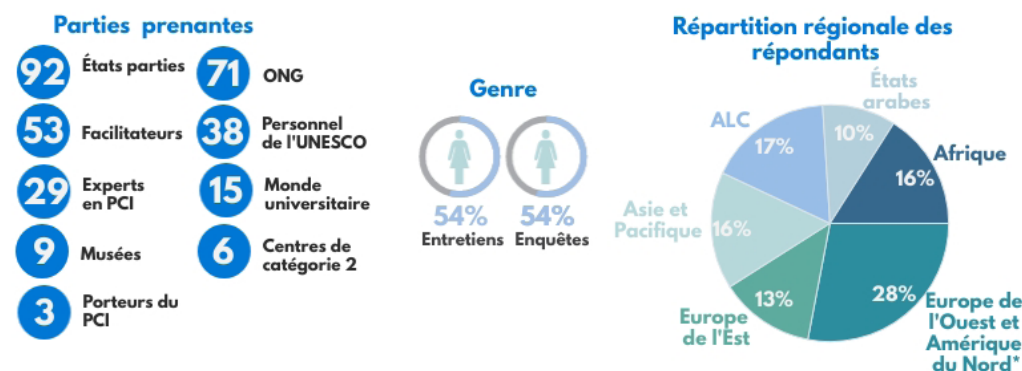 Parties prenantes
92 États parties
71 ONG
53 Facilitateurs
38 Personnel
de l'UNESCO
29 Experts
en PCI
15 Monde
universitaire
9 Musées
6 Centres de
catégorie 2
3 Porteurs du
PCI
Genre
54%
Entretiens
54%
Enquêtes
Répartition régionale des
répondants
États
arabes
10%
ALC
17%
Afrique
16%
Asie et
Pacifique
16%
Europe
de l'Est
13%
28%
Europe de
l'Ouest et
Amérique
du Nord*